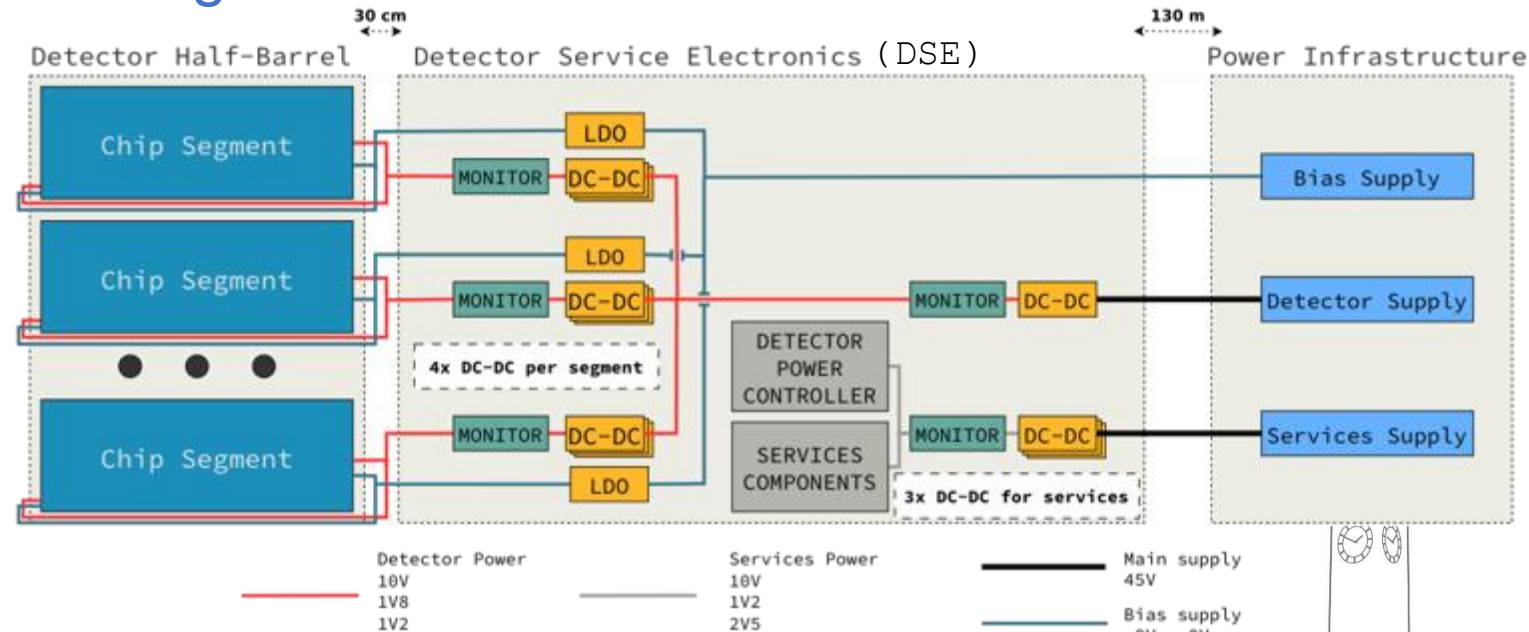 30 cm
130 m
Detector Half-Barrel
Detector Service Electronics (DSE)
Power Infrastructure
Chip Segment
LDO
MONITOR
DC-DC
Bias Supply
Chip Segment
LDO
MONITOR
DC-DC
MONITOR
DC-DC
Detector Supply
4x DC-DC per segment
DETECTOR
POWER
CONTROLLER
Chip Segment
MONITOR
DC-DC
LDO
SERVICES
COMPONENTS
MONITOR
DC-DC
Services Supply
3x DC-DC for services
Detector Power
10V
1V8
1V2
Services Power
10V
1V2
2V5
Main supply
45V
Bias supply